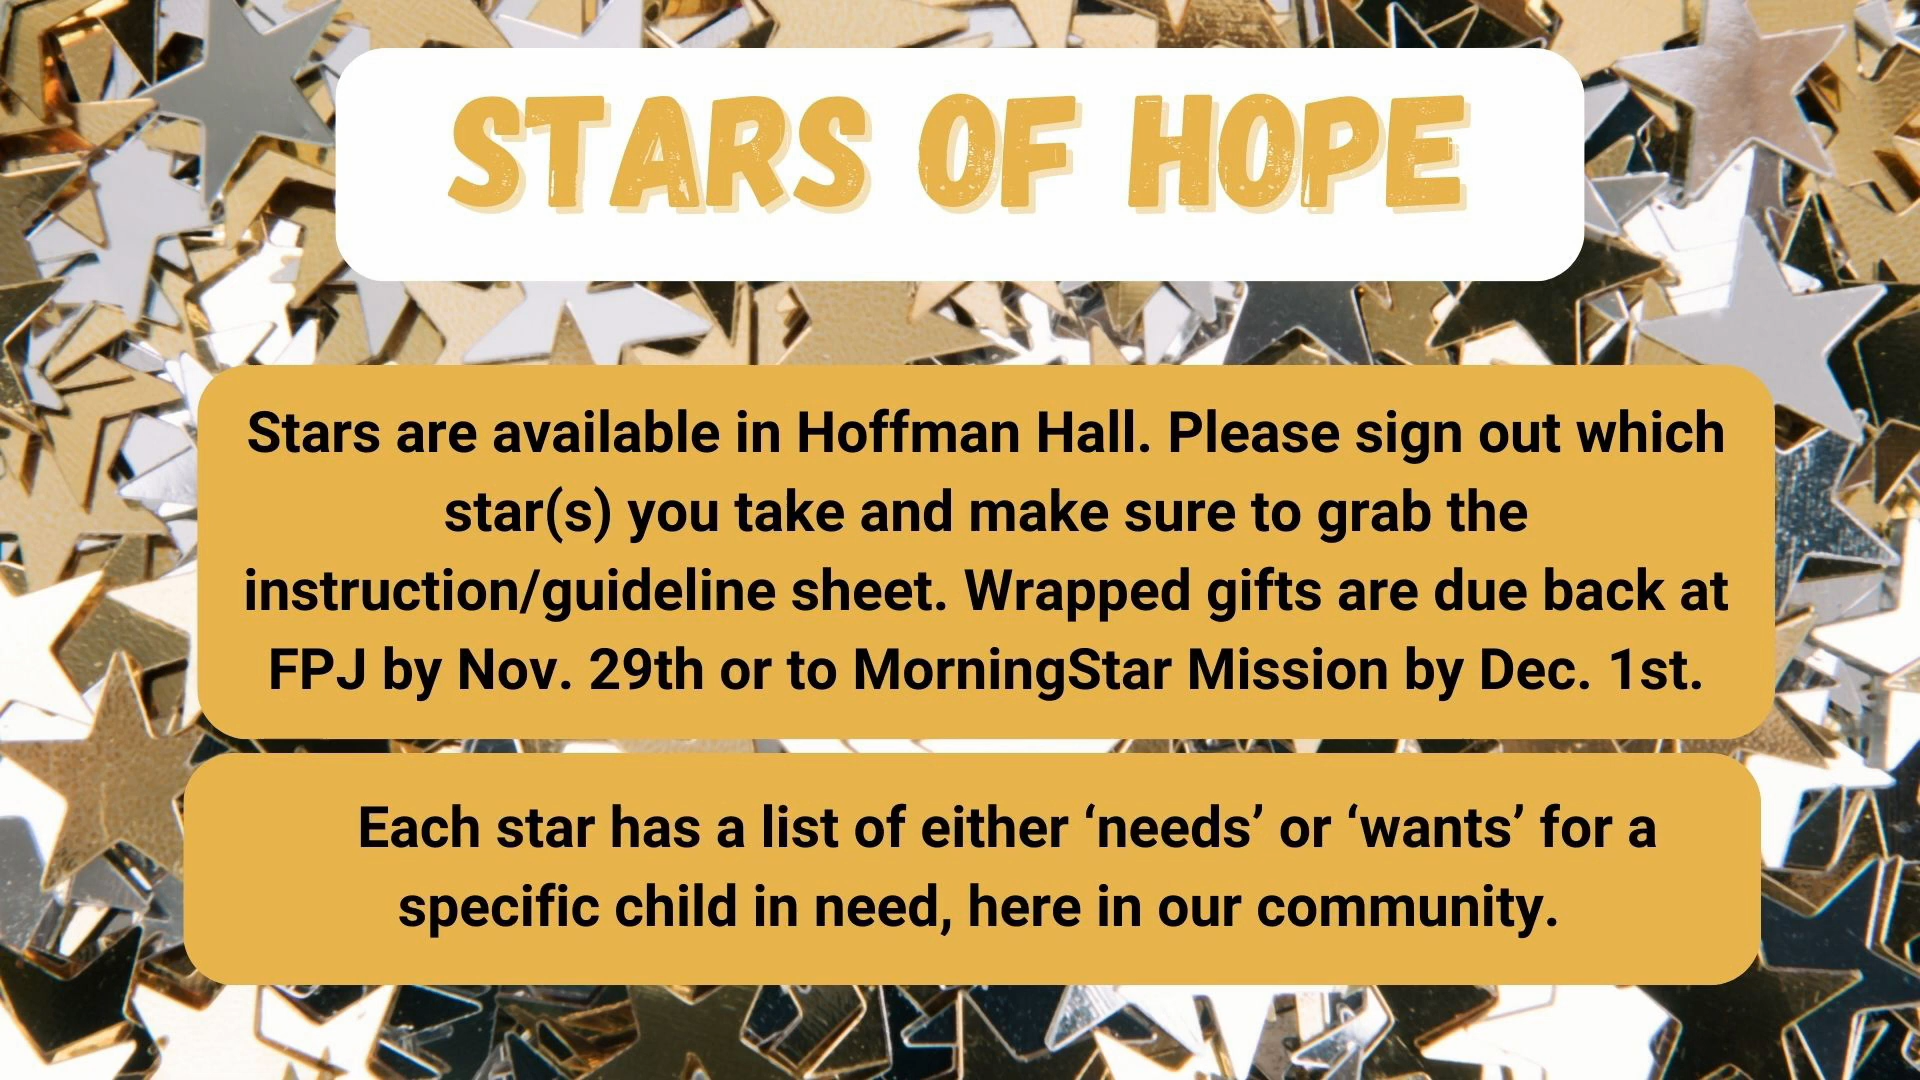 STARS OF HOPE
Stars are available in Hoffman Hall. Please sign out which
star(s) you take and make sure to grab the
instruction/guideline sheet. Wrapped gifts are due back at
FPJ by Nov. 29th or to MorningStar Mission by Dec. 1st.
Each star has a list of either ‘needs’ or ‘wants’ for a
specific child in need, here in our community.